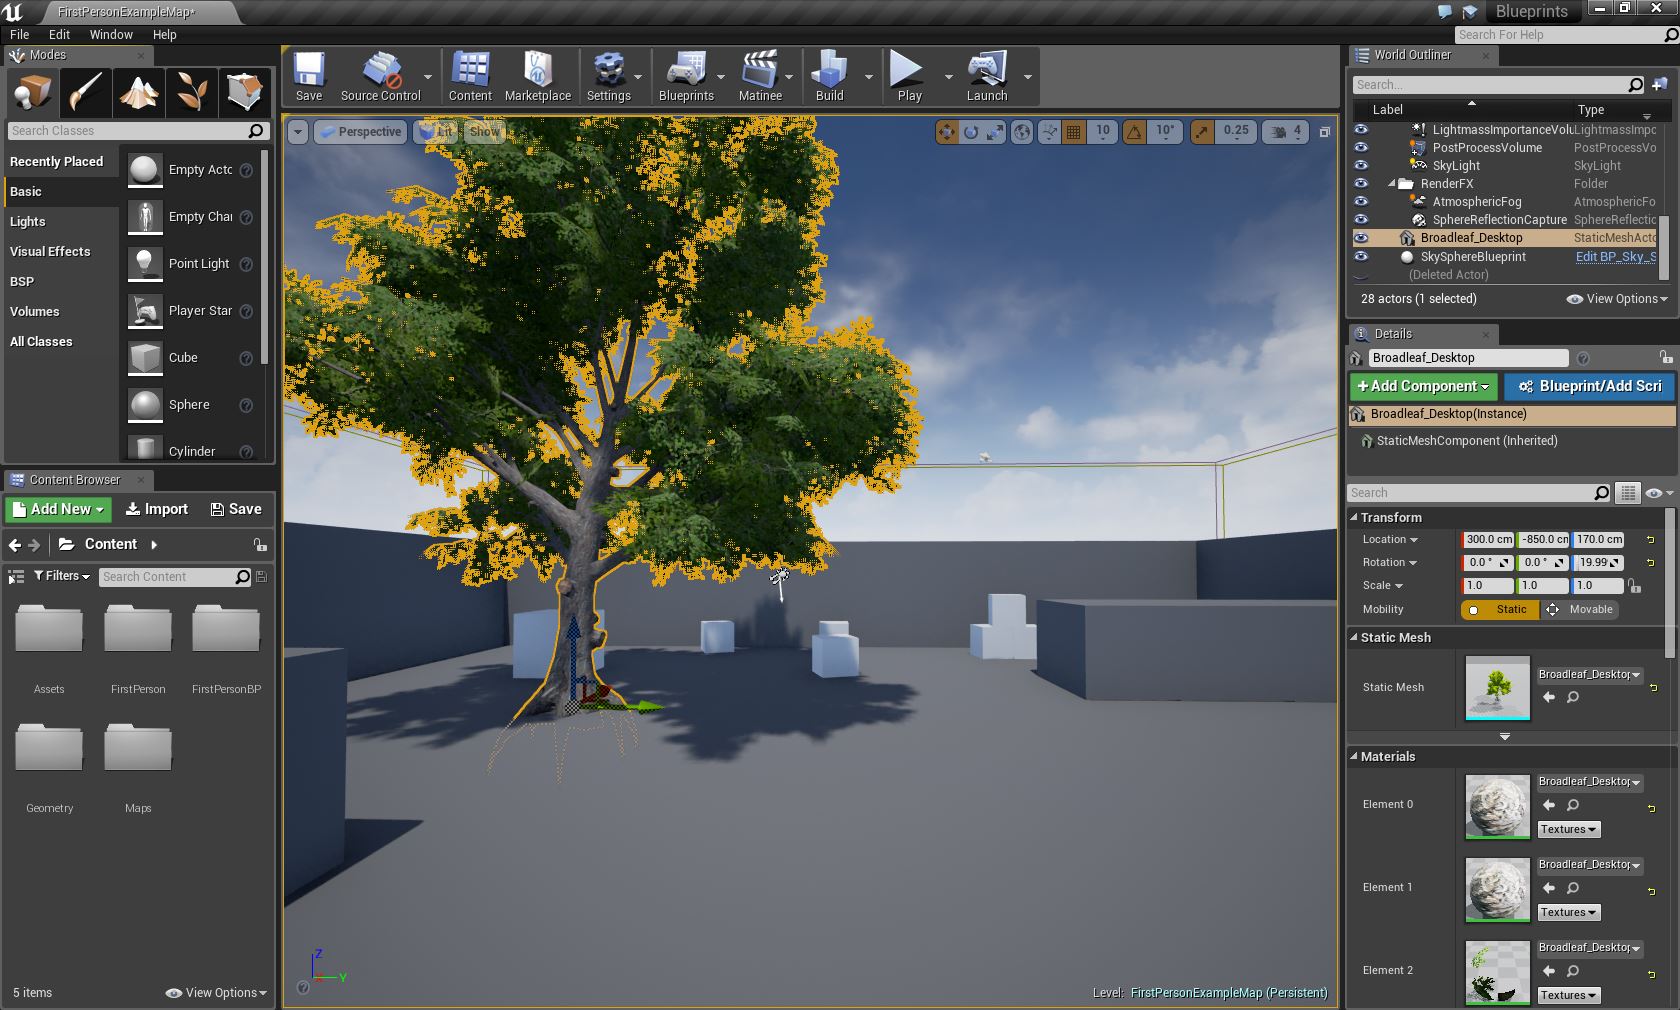 FirstPersonExampleMap*
Blueprints
File Edit Window Help
Search For Help
Modes
Search Classes
Recently Placed
Basic
Lights
Visual Effects
BSP
Volumes
All Classes
Empty Actc
Empty Chai
Point Light
Player Star
Cube
Sphere
Cylinder
Content Browser
Add New Import Save
Content
Filters Search Content
Assets FirstPerson FirstPersonBP
Geometry Maps
5 items View Options
Save Source Control Content Marketplace Settings Blueprints Matinee Build Play Launch
Perspective Lit Show 10 10° 0.25 4
Z
X
Y
Level: FirstPersonExampleMap (Persistent)
World Outliner
Search...
Label Type
LightmassImportanceVolu LightmassImpc
PostProcessVolume PostProcessVo
SkyLight SkyLight
RenderFX Folder
AtmosphericFog AtmosphericFo
SphereReflectionCapture SphereReflectic
Broadleaf_Desktop StaticMeshActc
SkySphereBlueprint Edit BP_Sky_S
(Deleted Actor)
28 actors (1 selected) View Options
Details
Broadleaf_Desktop
+Add Component Blueprint/Add Scri
Broadleaf_Desktop(Instance)
StaticMeshComponent (Inherited)
Search
Transform
Location 300.0 cm -850.0 cm 170.0 cm
Rotation 0.0 ° 0.0 ° 19.99
Scale 1.0 1.0 1.0
Mobility Static Movable
Static Mesh
Static Mesh Broadleaf_Desktop
Materials
Element 0 Broadleaf_Desktop
Textures
Element 1 Broadleaf_Desktop
Textures
Element 2 Broadleaf_Desktop
Textures